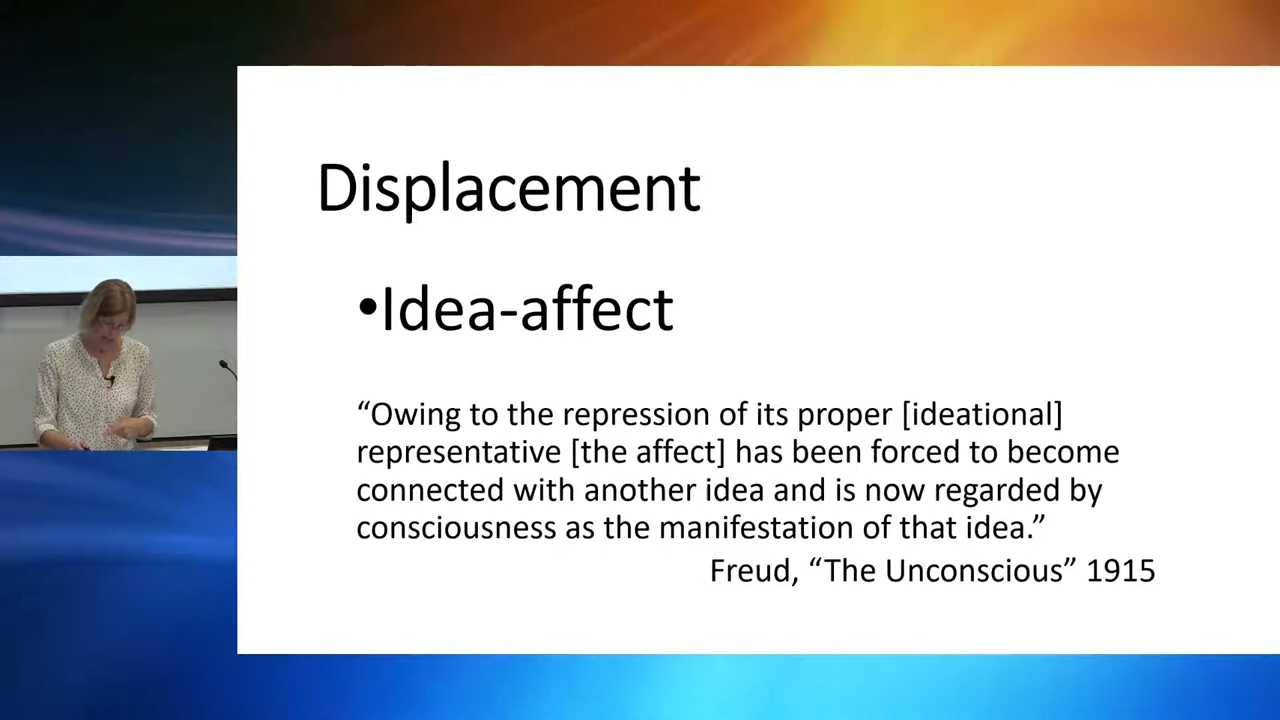 Displacement
•Idea-affect
“Owing to the repression of its proper [ideational]
representative [the affect] has been forced to become
connected with another idea and is now regarded by
consciousness as the manifestation of that idea.”
Freud, “The Unconscious” 1915